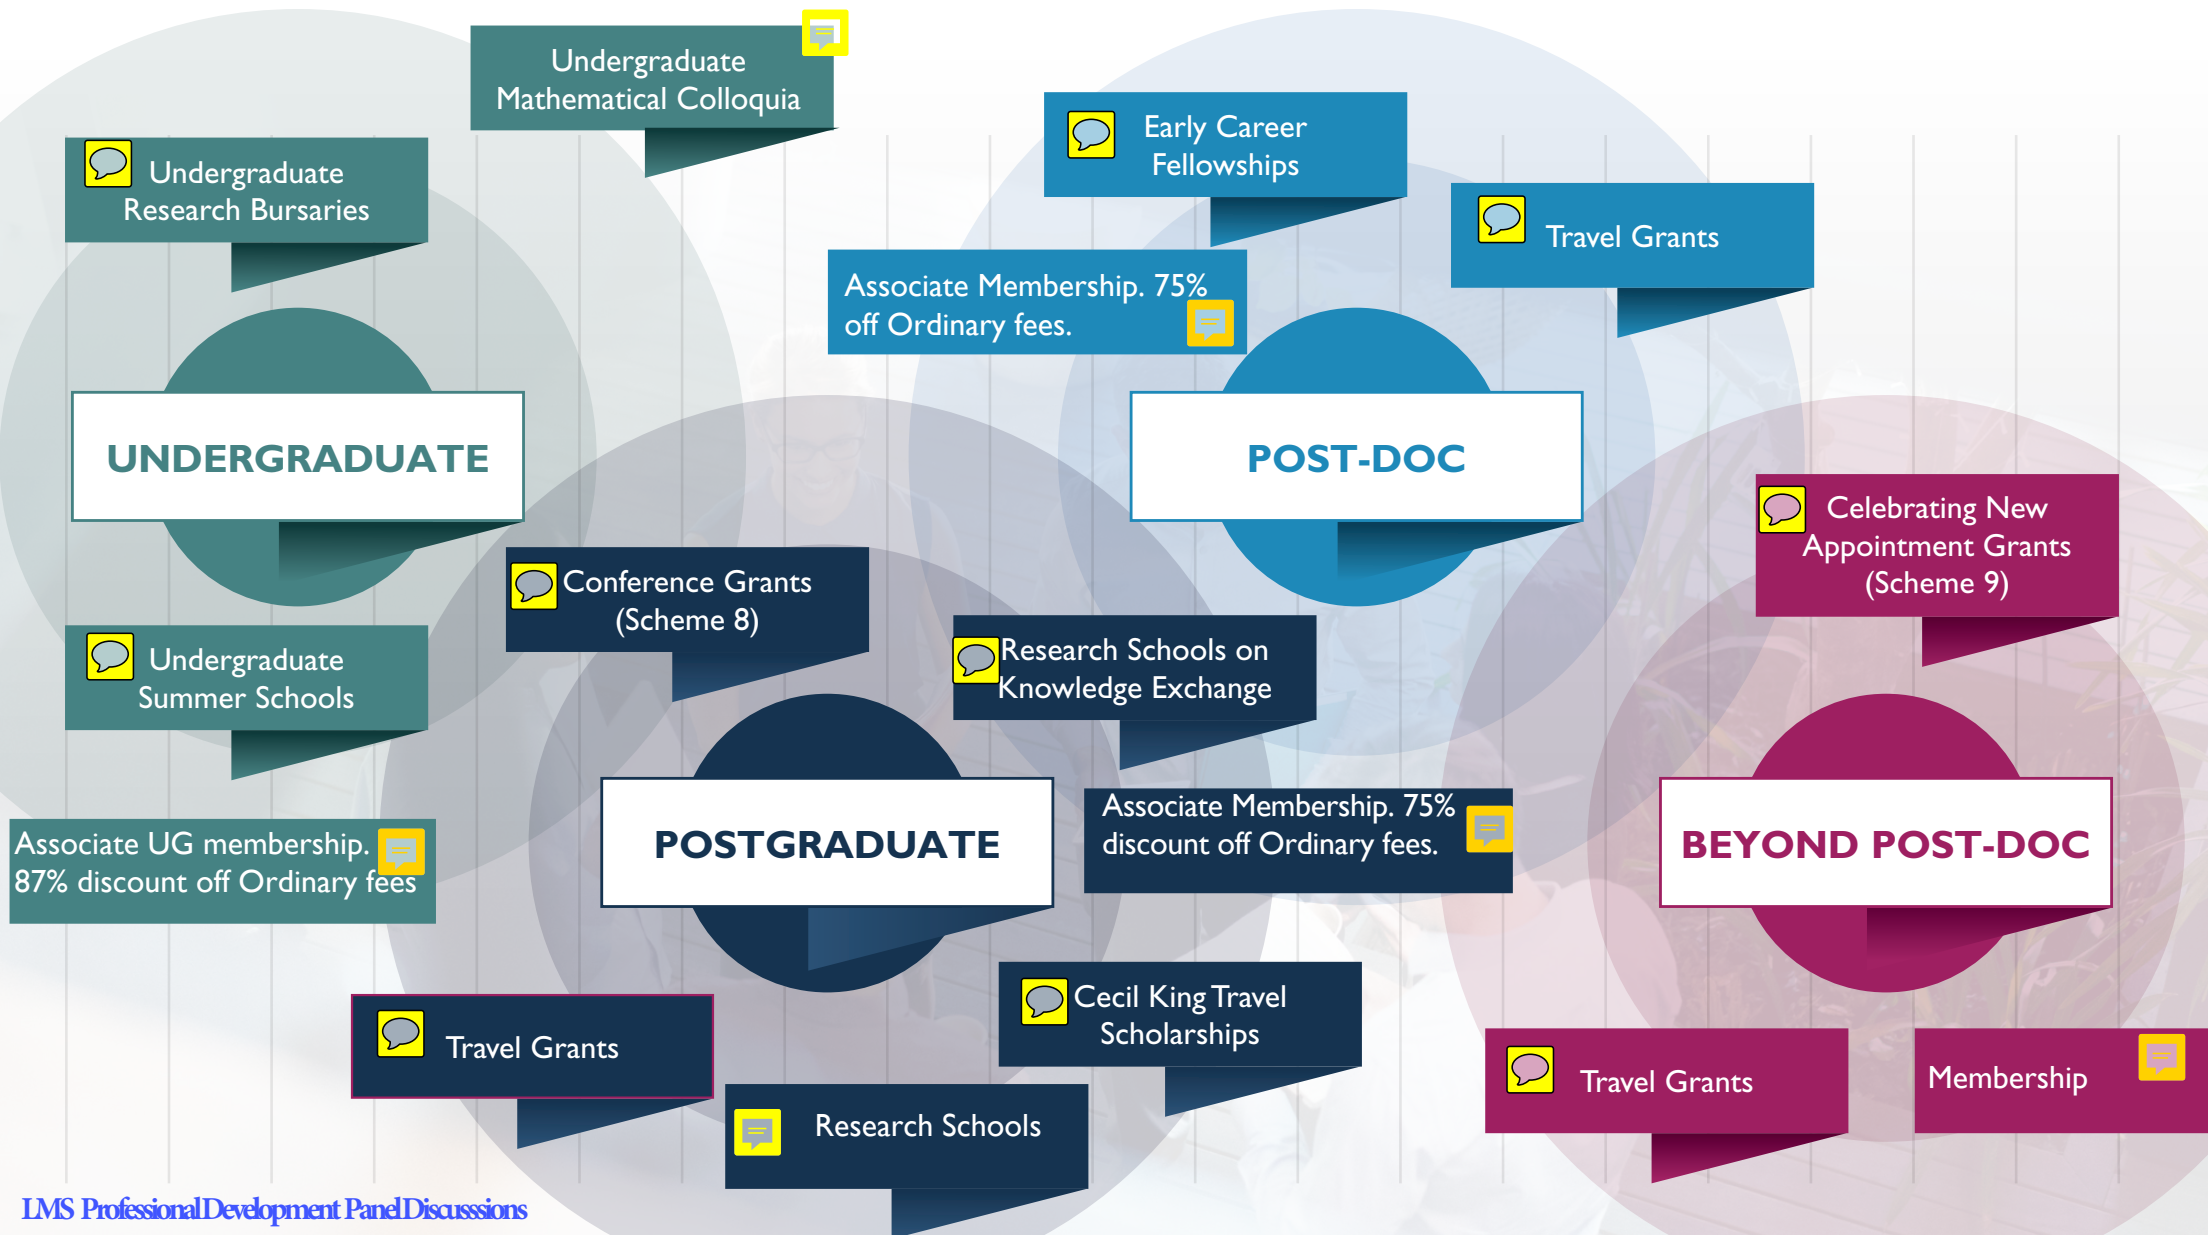 Undergraduate
Mathematical Colloquia
Undergraduate
Research Bursaries
UNDERGRADUATE
Undergraduate
Summer Schools
Associate UG membership.
87% discount off Ordinary fees
Early Career
Fellowships
Travel Grants
Associate Membership. 75%
off Ordinary fees.
POST-DOC
Conference Grants
(Scheme 8)
Research Schools on
Knowledge Exchange
POSTGRADUATE
Associate Membership. 75%
discount off Ordinary fees.
Travel Grants
Cecil King Travel
Scholarships
Research Schools
Celebrating New
Appointment Grants
(Scheme 9)
BEYOND POST-DOC
Travel Grants
Membership
LMS Professional Development Panel Discusssions